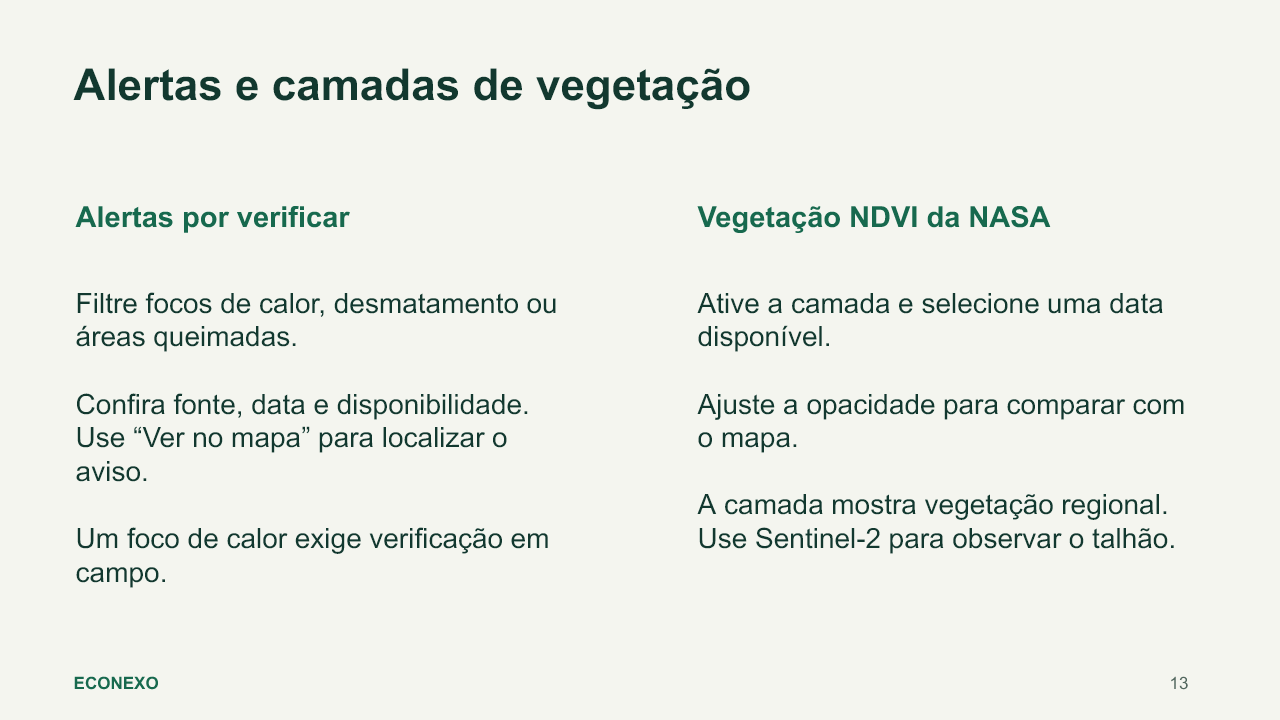 Alertas e camadas de vegetação
Alertas por verificar
Filtre focos de calor, desmatamento ou
áreas queimadas.
Confira fonte, data e disponibilidade.
Use “Ver no mapa” para localizar o
aviso.
Um foco de calor exige verificação em
campo.
Vegetação NDVI da NASA
Ative a camada e selecione uma data
disponível.
Ajuste a opacidade para comparar com
o mapa.
A camada mostra vegetação regional.
Use Sentinel-2 para observar o talhão.
ECONEXO
13